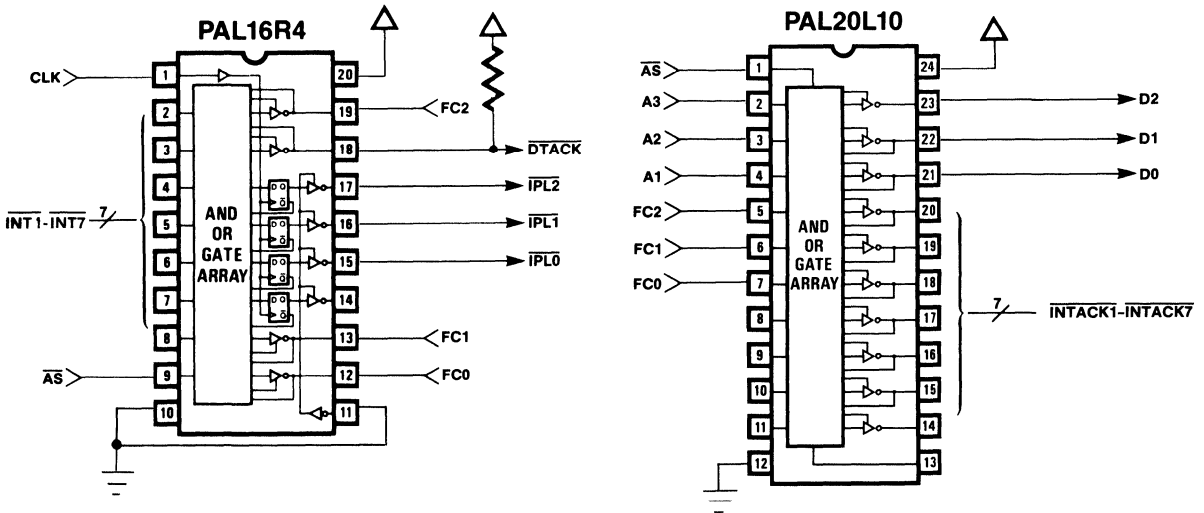 PAL16R4
CLK
1
2
3
4
5
6
7
8
9
10
20
19
18
17
16
15
14
13
12
11
INT1-INT7
7
AS
AND
OR
GATE
ARRAY
Q
Q
Q
Q
FC2
DTACK
IPL2
IPL1
IPL0
FC1
FC0
PAL20L10
AS
A3
A2
A1
FC2
FC1
FC0
1
2
3
4
5
6
7
8
9
10
11
12
AND
OR
GATE
ARRAY
24
23
22
21
20
19
18
17
16
15
14
13
D2
D1
D0
7
INTACK1-INTACK7